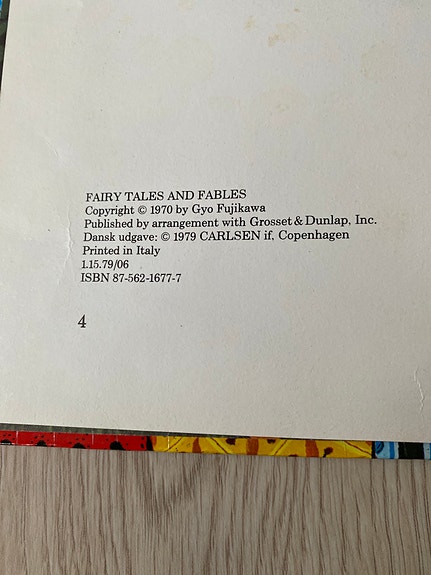 FAIRY TALES AND FABLES
Copyright © 1970 by Gyo Fujikawa
Published by arrangement with Grosset & Dunlap, Inc.
Dansk udgave: © 1979 CARLSEN if, Copenhagen
Printed in Italy
1.15.79/06
ISBN 87-562-1677-7
4